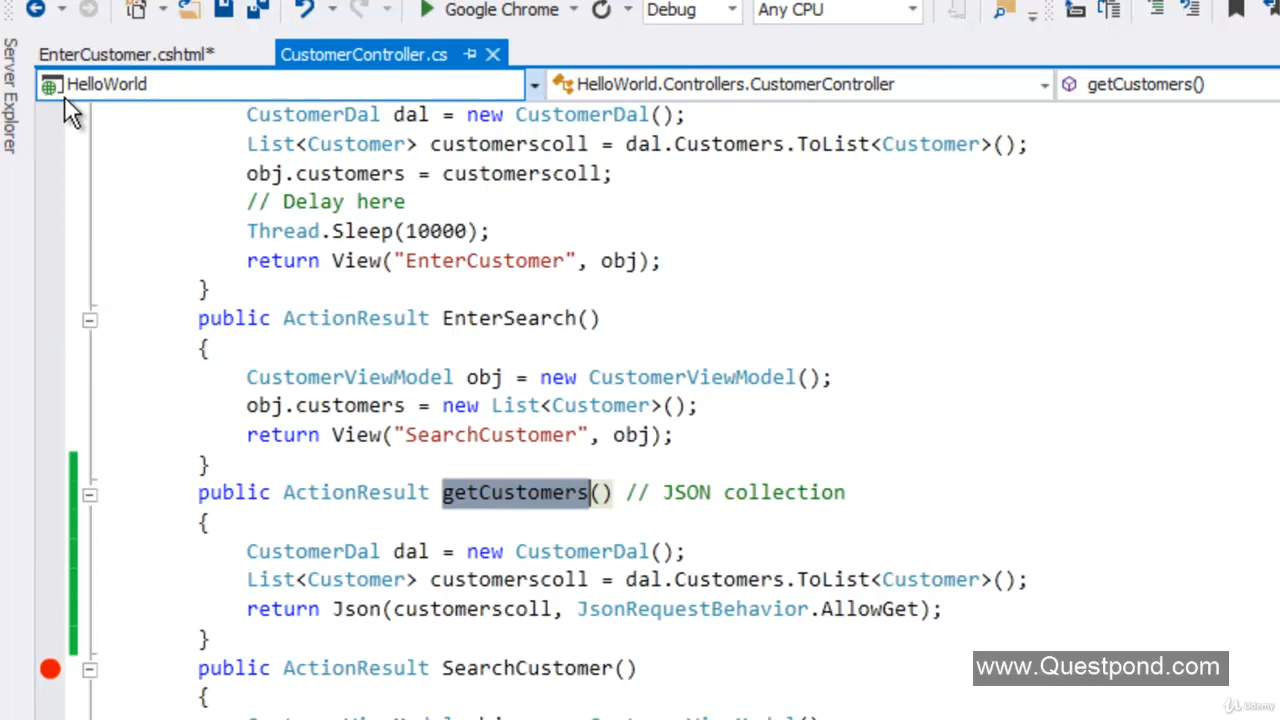 Google Chrome Debug Any CPU
EnterCustomer.cshtml* CustomerController.cs
HelloWorld HelloWorld.Controllers.CustomerController getCustomers()
Server Explorer
CustomerDal dal = new CustomerDal();
List<Customer> customerscoll = dal.Customers.ToList<Customer>();
obj.customers = customerscoll;
// Delay here
Thread.Sleep(10000);
return View("EnterCustomer", obj);
}
public ActionResult EnterSearch()
{
CustomerViewModel obj = new CustomerViewModel();
obj.customers = new List<Customer>();
return View("SearchCustomer", obj);
}
public ActionResult getCustomers() // JSON collection
{
CustomerDal dal = new CustomerDal();
List<Customer> customerscoll = dal.Customers.ToList<Customer>();
return Json(customerscoll, JsonRequestBehavior.AllowGet);
}
public ActionResult SearchCustomer()
{
www.Questpond.com
Udemy